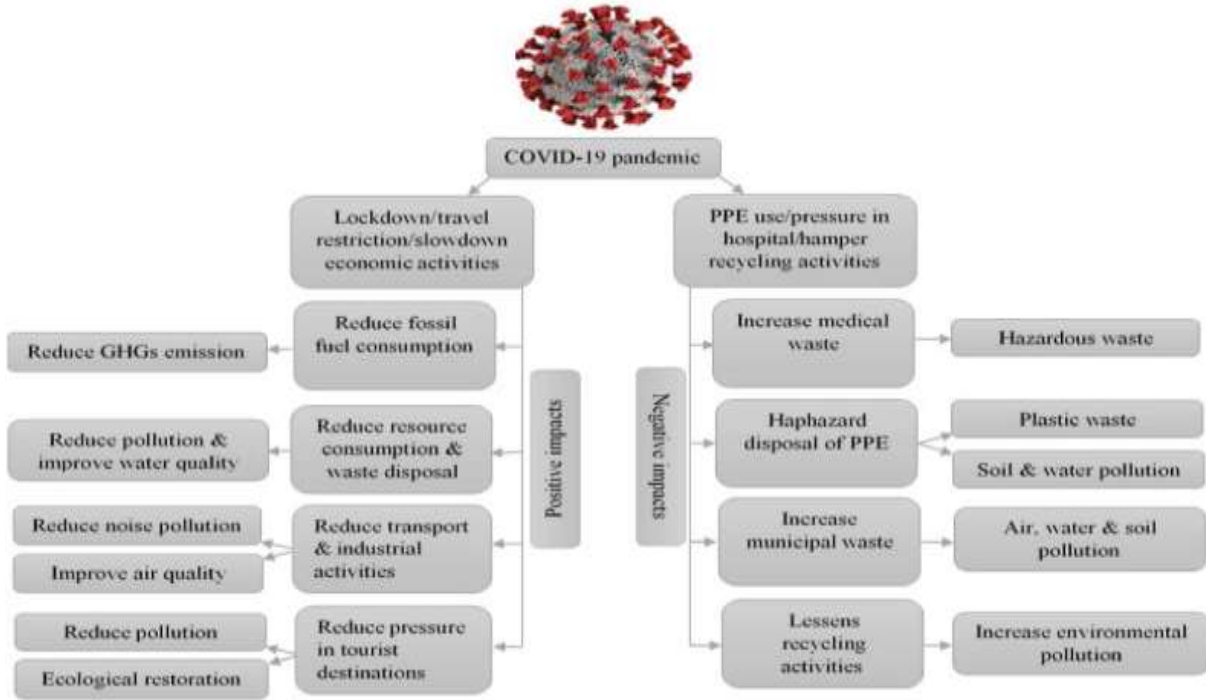 COVID-19 pandemic
Lockdown/travel
restriction/slowdown
economic activities
Reduce fossil
fuel consumption
Reduce GHGs emission
Reduce resource
consumption &
waste disposal
Reduce pollution &
improve water quality
Reduce transport
& industrial
activities
Reduce noise pollution
Improve air quality
Reduce pressure
in tourist
destinations
Reduce pollution
Ecological restoration
Positive impacts
PPE use/pressure in
hospital/hamper
recycling activities
Negative impacts
Increase medical
waste
Hazardous waste
Haphazard
disposal of PPE
Plastic waste
Soil & water pollution
Increase
municipal waste
Air, water & soil
pollution
Lessens
recycling
activities
Increase environmental
pollution